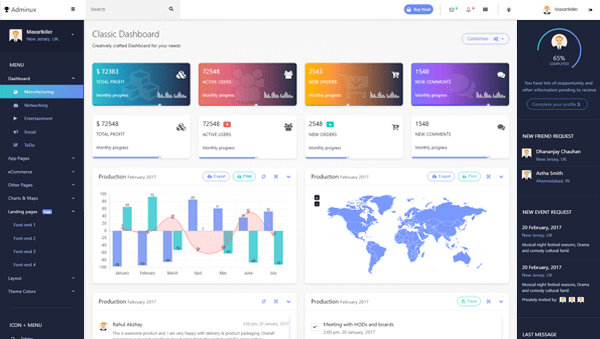 Adminux
Search
Buy Now!
Maxartkiller
Maxartkiller
New Jersey, UK
MENU
Dashboard
Menufecturing
Networking
Entertainment
Social
ToDo
App Pages
eCommerce
Other Pages
Charts & Maps
Landing pages
Font-end 1
Font-end 2
Font-end 3
Font-end 4
Layout
Theme Colors
ICON + MENU
Classic Dashboard
Creatively crafted Dashboard for your needs
Customize
$ 72383
TOTAL PROFIT
Monthly progress
72548
ACTIVE USERS
Monthly progress
2543
NEW ORDERS
Monthly progress
1548
NEW COMMENTS
Monthly progress
$ 72548
TOTAL PROFIT
Monthly progress
72548
ACTIVE USERS
Monthly progress
2548
NEW ORDERS
Monthly progress
1548
NEW COMMENTS
Monthly progress
Production February 2017
Export
Print
100
80
60
40
20
0
-20
-40
-60
-80
-100
January
February
March
April
May
June
July
Production February 2017
Export
Print
Production February 2017
Rahul Akshay
2:00 pm, 20 January, 2017
This is awesome product and, I am very happy with delivery & product packaging. Overall
Production February 2017
Save
Meeting with HODs and boards
2:00 pm, 20 January, 2017
65%
COMPLETED
You have lots of opportunity and
other information pending to receive
Complete your profile
NEW FRIEND REQUEST
Dhananjay Chauhan
New Jersey, UK
Astha Smith
Ahemedabad, IN
NEW EVENT REQUEST
20 February, 2017
Musical night festival seasons, Drama
and comedy cultural famil
20 February, 2017
New Jersey, UK
Musical night festival seasons, Drama
and comedy cultural famil
Privately invited by:
LAST MESSAGE